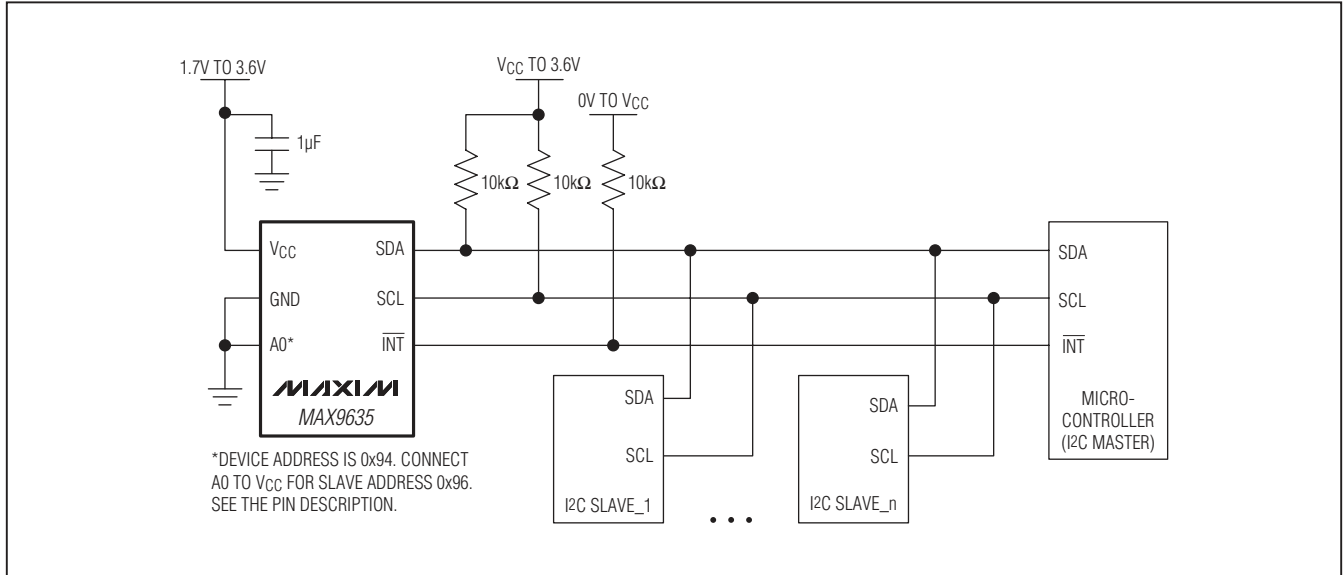 1.7V TO 3.6V
VCC TO 3.6V
0V TO VCC
1µF
10kΩ
10kΩ
10kΩ
VCC
SDA
GND
SCL
A0*
INT
MAXIM
MAX9635
*DEVICE ADDRESS IS 0x94. CONNECT
A0 TO VCC FOR SLAVE ADDRESS 0x96.
SEE THE PIN DESCRIPTION.
SDA
SCL
I2C SLAVE_1
• • •
SDA
SCL
I2C SLAVE_n
SDA
SCL
INT
MICRO-
CONTROLLER
(I2C MASTER)